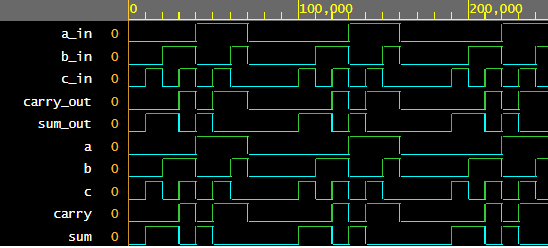 0 100,000 200,000
a_in 0
b_in 0
c_in 0
carry_out 0
sum_out 0
a 0
b 0
c 0
carry 0
sum 0